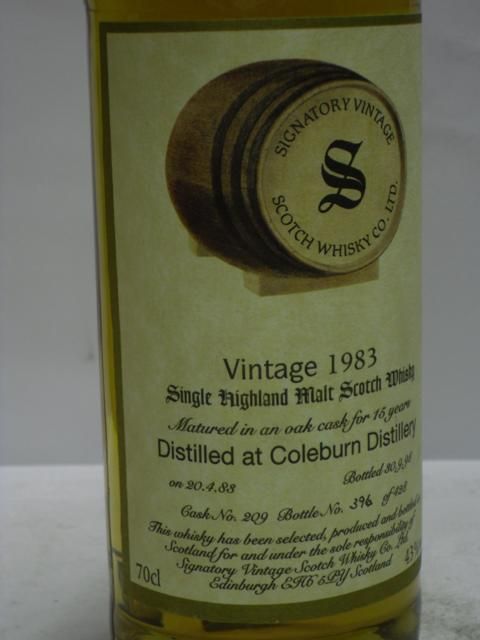 SIGNATORY VINTAGE
S
SCOTCH WHISKY CO. LTD.
Vintage 1983
Single Highland Malt Scotch Whisky
Matured in an oak cask for 15 years
Distilled at Coleburn Distillery
on 20.4.83 Bottled 30.9.98
Cask No. 209 Bottle No. 396 of 428
This whisky has been selected, produced and bottled in
Scotland for and under the sole responsibility of
Signatory Vintage Scotch Whisky Co. Ltd.
70cl Edinburgh EH6 5PY Scotland 43%